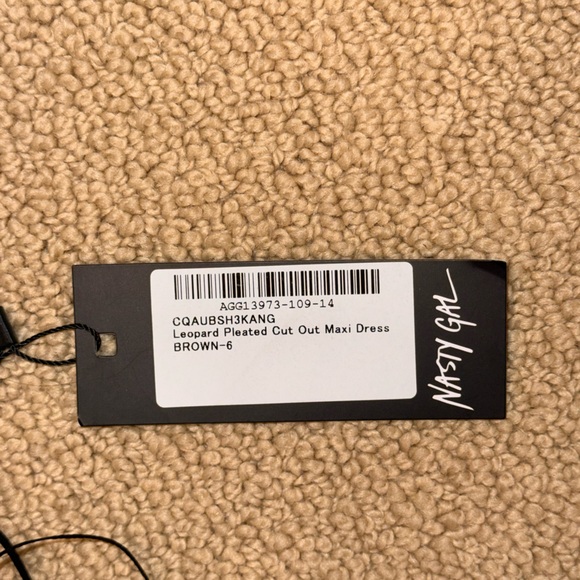 AGG13973-109-14
CQAUBSH3KANG
Leopard Pleated Cut Out Maxi Dress
BROWN-6
NASTY GAL